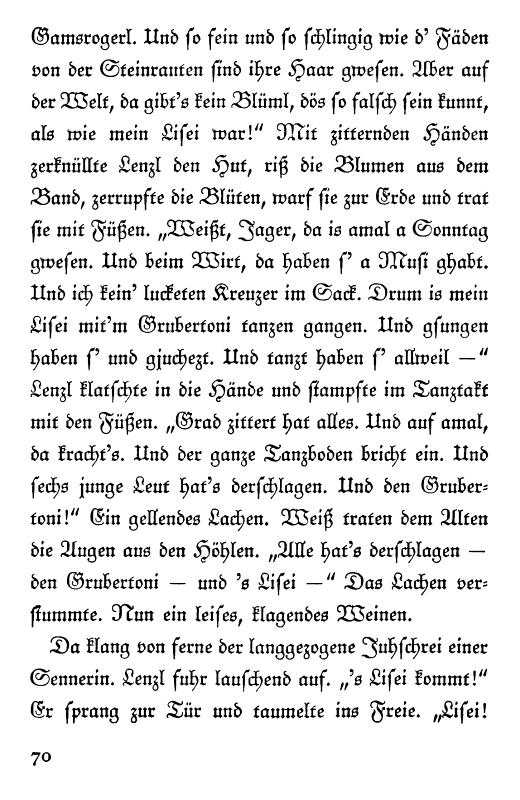 Gamsrogerl. Und so fein und so schlingig wie d' Fäden
von der Steinrauten sind ihre Haar gwesen. Aber auf
der Welt, da gibt's kein Blüml, dös so falsch sein kunnt,
als wie mein Lisei war!“ Mit zitternden Händen
zerknüllte Lenzl den Hut, riß die Blumen aus dem
Band, zerrupfte die Blüten, warf sie zur Erde und trat
sie mit Füßen. „Weißt, Jager, da is amal a Sonntag
gwesen. Und beim Wirt, da haben s' a Musi ghabt.
Und ich kein' lucketen Kreuzer im Sack. Drum is mein
Lisei mit'm Grubertoni tanzen gangen. Und gsungen
haben s' und gjuchezt. Und tanzt haben s' allweil —“
Lenzl klatschte in die Hände und stampfte im Tanztakt
mit den Füßen. „Grad zittert hat alles. Und auf amal,
da kracht's. Und der ganze Tanzboden bricht ein. Und
sechs junge Leut hat's derschlagen. Und den Gruber-
toni!“ Ein gellendes Lachen. Weiß traten dem Alten
die Augen aus den Höhlen. „Alle hat's derschlagen —
den Grubertoni — und 's Lisei —“ Das Lachen ver-
stummte. Nun ein leises, klagendes Weinen.
Da klang von ferne der langgezogene Juhschrei einer
Sennerin. Lenzl fuhr lauschend auf. „'s Lisei kommt!“
Er sprang zur Tür und taumelte ins Freie. „Lisei!
70